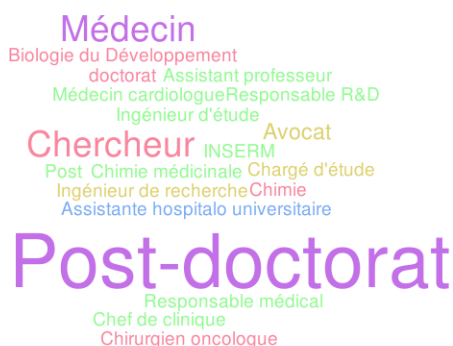 Médecin
Biologie du Développement
doctorat Assistant professeur
Médecin cardiologue Responsable R&D
Ingénieur d'étude
Avocat
Chercheur INSERM
Post Chimie médicinale Chargé d'étude
Ingénieur de recherche Chimie
Assistante hospitalo universitaire
Post-doctorat
Responsable médical
Chef de clinique
Chirurgien oncologue